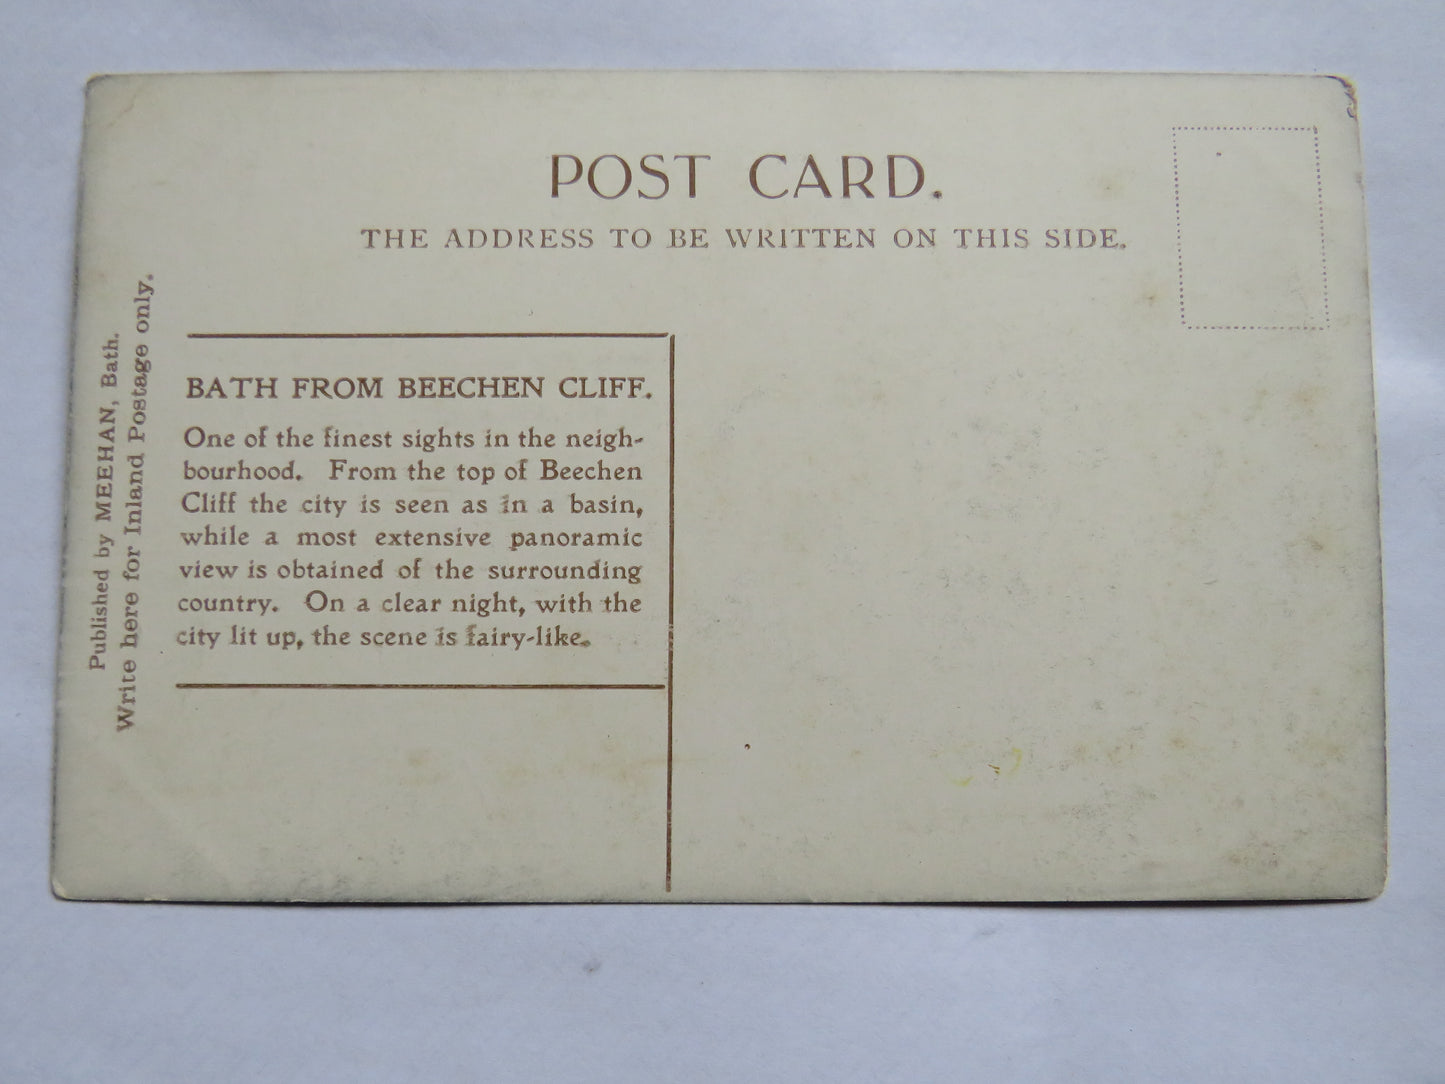 POST CARD.
THE ADDRESS TO BE WRITTEN ON THIS SIDE.
Published by MEEHAN, Bath.
Write here for Inland Postage only.
BATH FROM BEECHEN CLIFF.
One of the finest sights in the neigh-
bourhood. From the top of Beechen
Cliff the city is seen as in a basin,
while a most extensive panoramic
view is obtained of the surrounding
country. On a clear night, with the
city lit up, the scene is fairy-like.